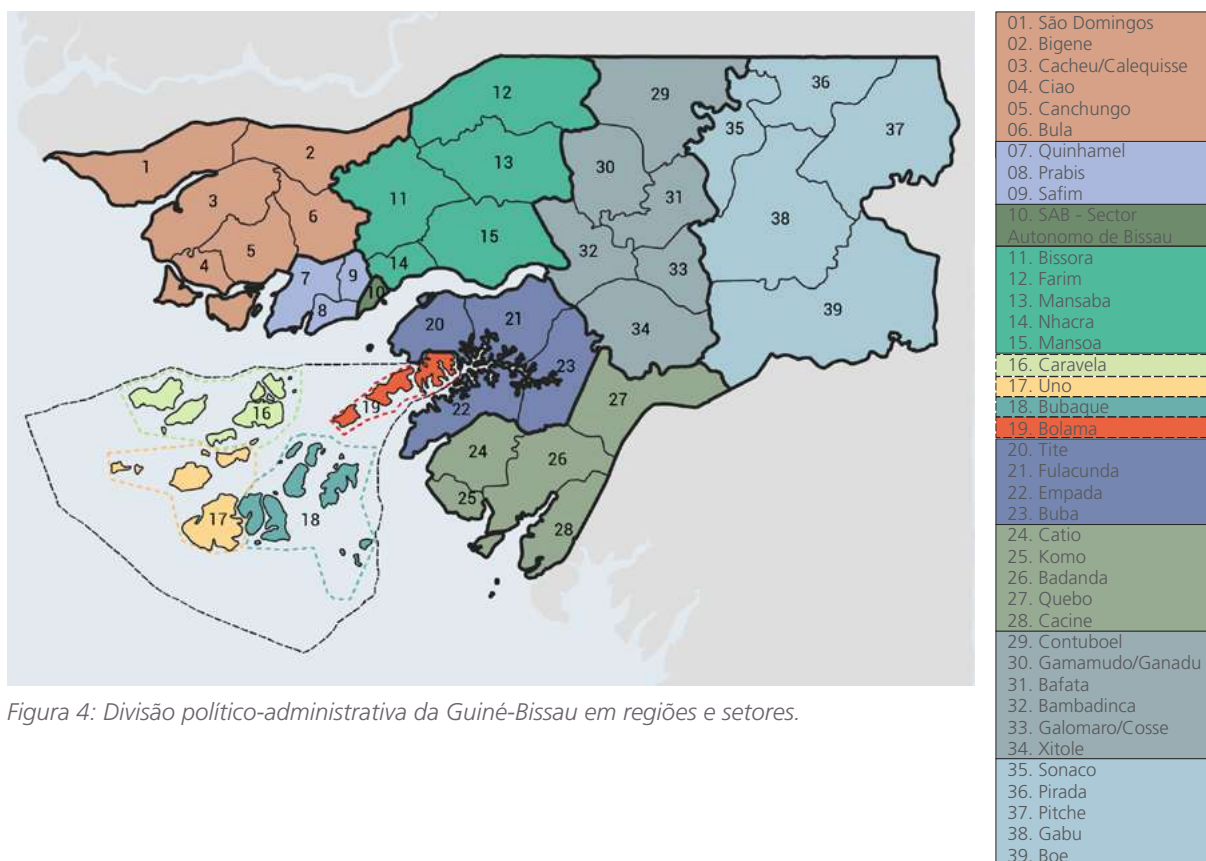 12
29
36
35
37
2
1
13
30
11
31
3
6
38
5
15
32
14
33
4
7
9
10
8
20
21
34
39
23
27
16
19
22
24
26
25
17
18
28
Figura 4: Divisão político-administrativa da Guiné-Bissau em regiões e setores.
01. São Domingos
02. Bigene
03. Cacheu/Calequisse
04. Ciao
05. Canchungo
06. Bula
07. Quinhamel
08. Prabis
09. Safim
10. SAB - Sector
Autonomo de Bissau
11. Bissora
12. Farim
13. Mansaba
14. Nhacra
15. Mansoa
16. Caravela
17. Uno
18. Bubaque
19. Bolama
20. Tite
21. Fulacunda
22. Empada
23. Buba
24. Catio
25. Komo
26. Badanda
27. Quebo
28. Cacine
29. Contuboel
30. Gamamudo/Ganadu
31. Bafata
32. Bambadinca
33. Galomaro/Cosse
34. Xitole
35. Sonaco
36. Pirada
37. Pitche
38. Gabu
39. Boe